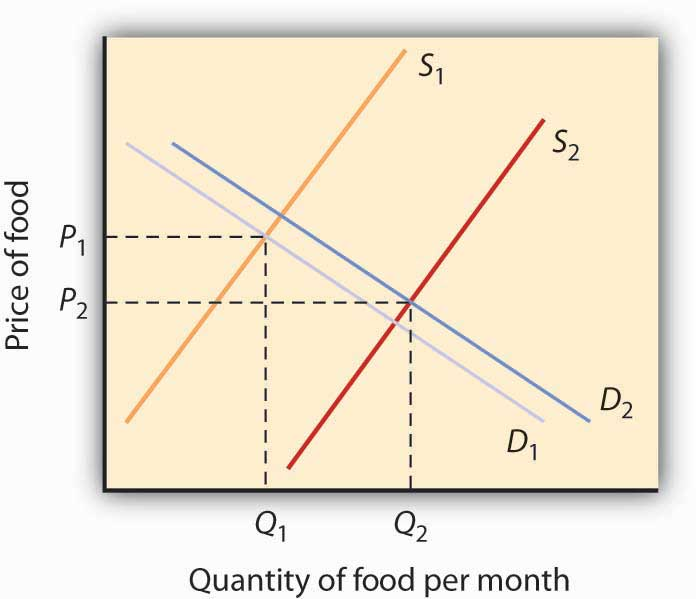 S1
S2
Price of food
P1
P2
D2
D1
Q1
Q2
Quantity of food per month